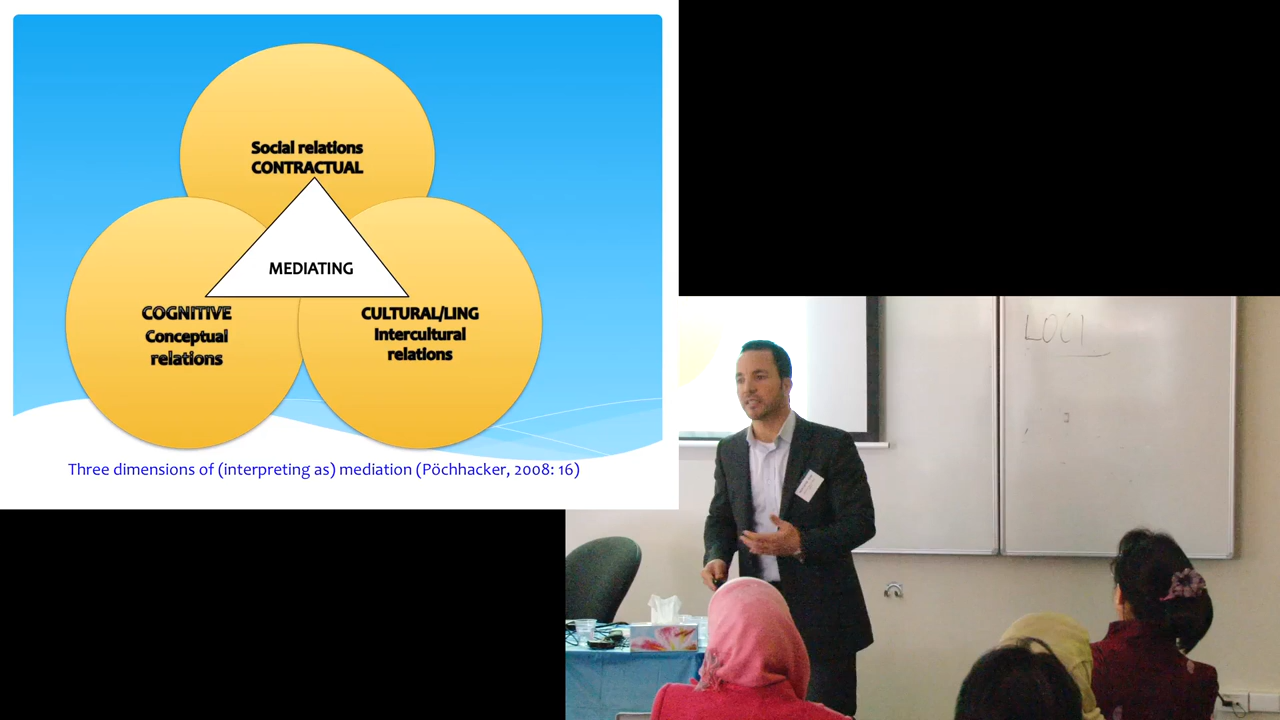 Social relations
CONTRACTUAL
MEDIATING
COGNITIVE
Conceptual
relations
CULTURAL/LING
Intercultural
relations
Three dimensions of (interpreting as) mediation (Pöchhacker, 2008: 16)
LOCI